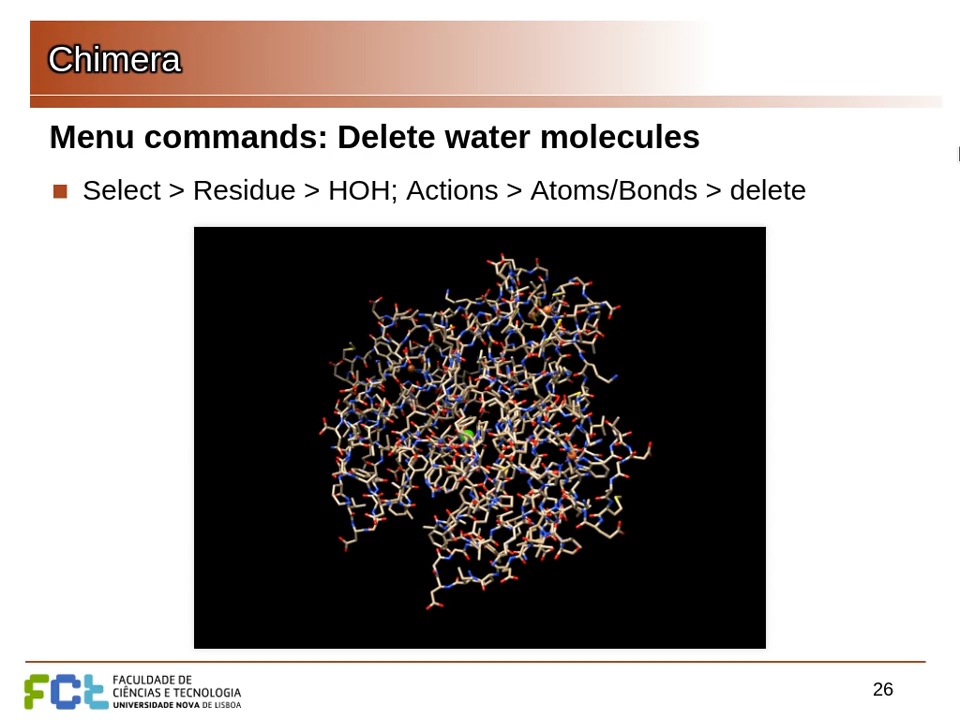 Chimera
Menu commands: Delete water molecules
Select > Residue > HOH; Actions > Atoms/Bonds > delete
FCt
FACULDADE DE
CIÊNCIAS E TECNOLOGIA
UNIVERSIDADE NOVA DE LISBOA
26